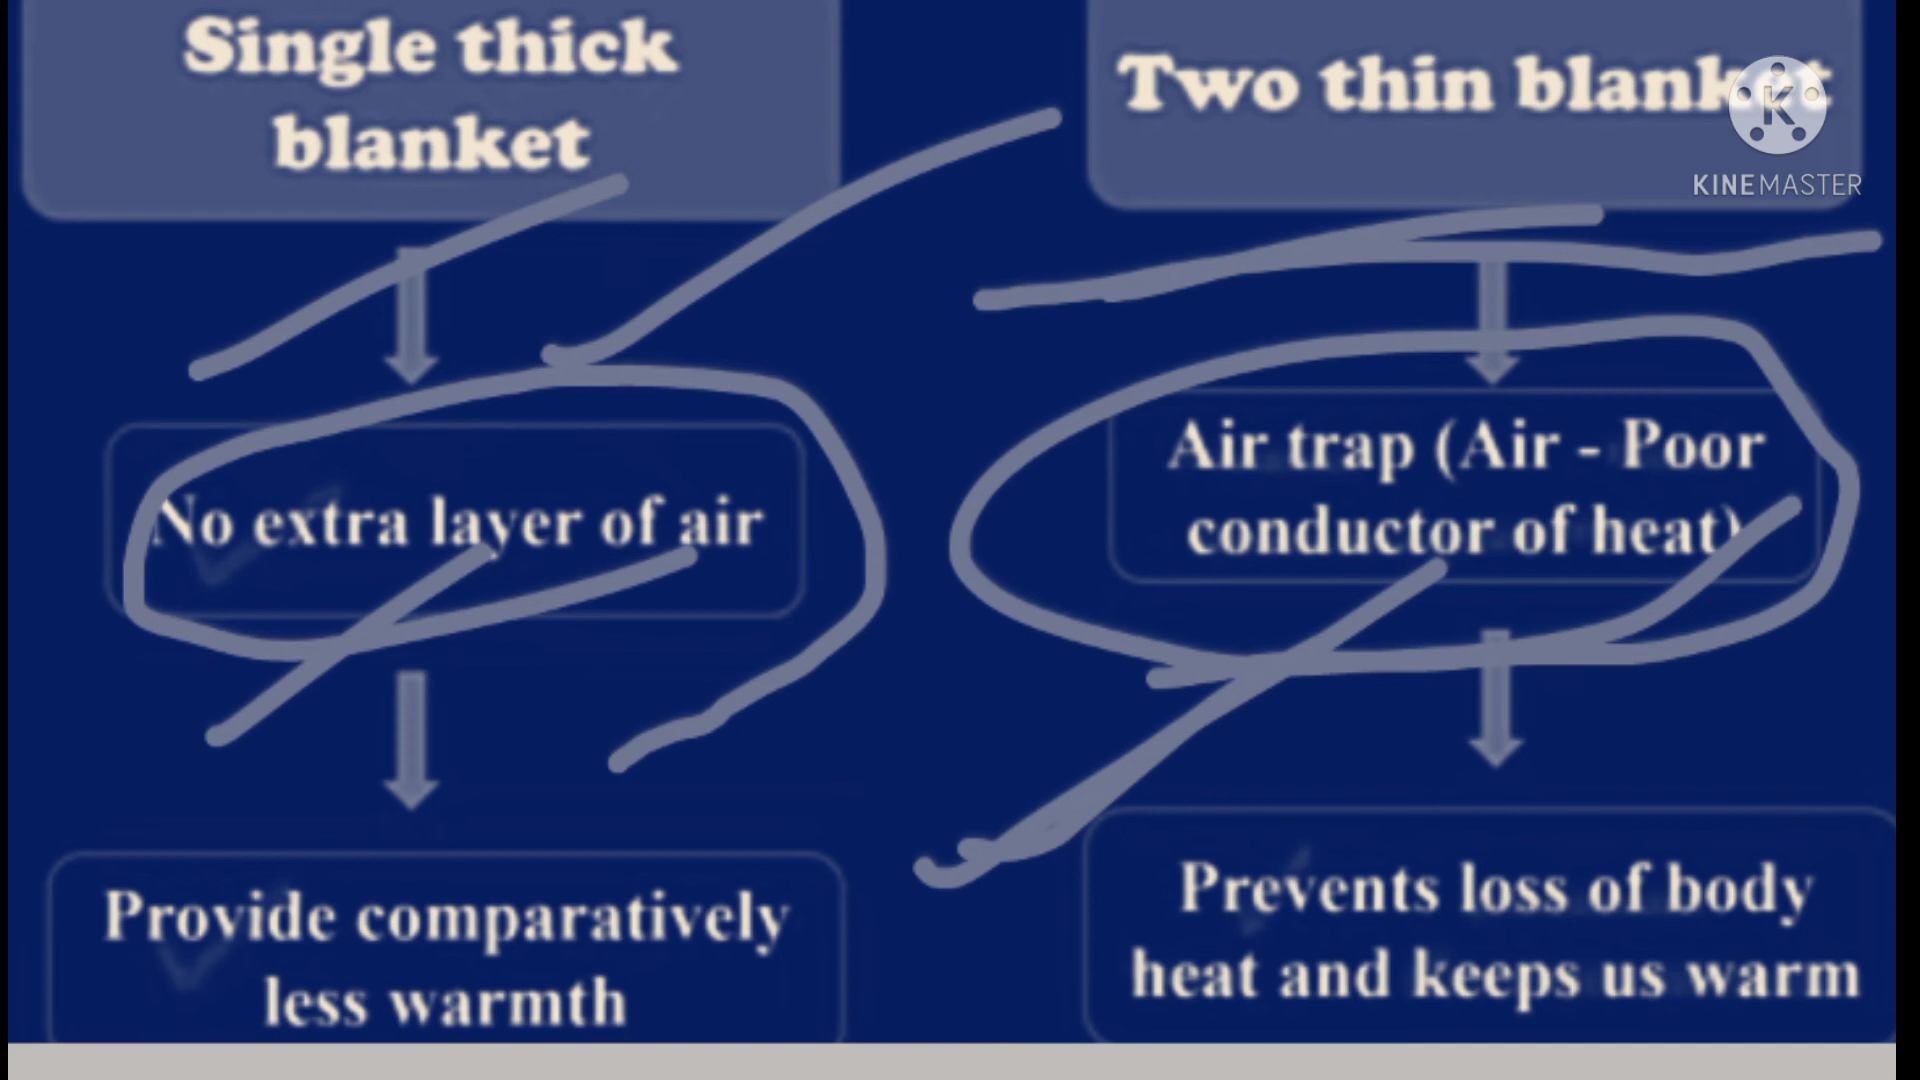 Single thick
blanket
No extra layer of air
Provide comparatively
less warmth
Two thin blanket
KINEMASTER
Air trap (Air - Poor
conductor of heat)
Prevents loss of body
heat and keeps us warm